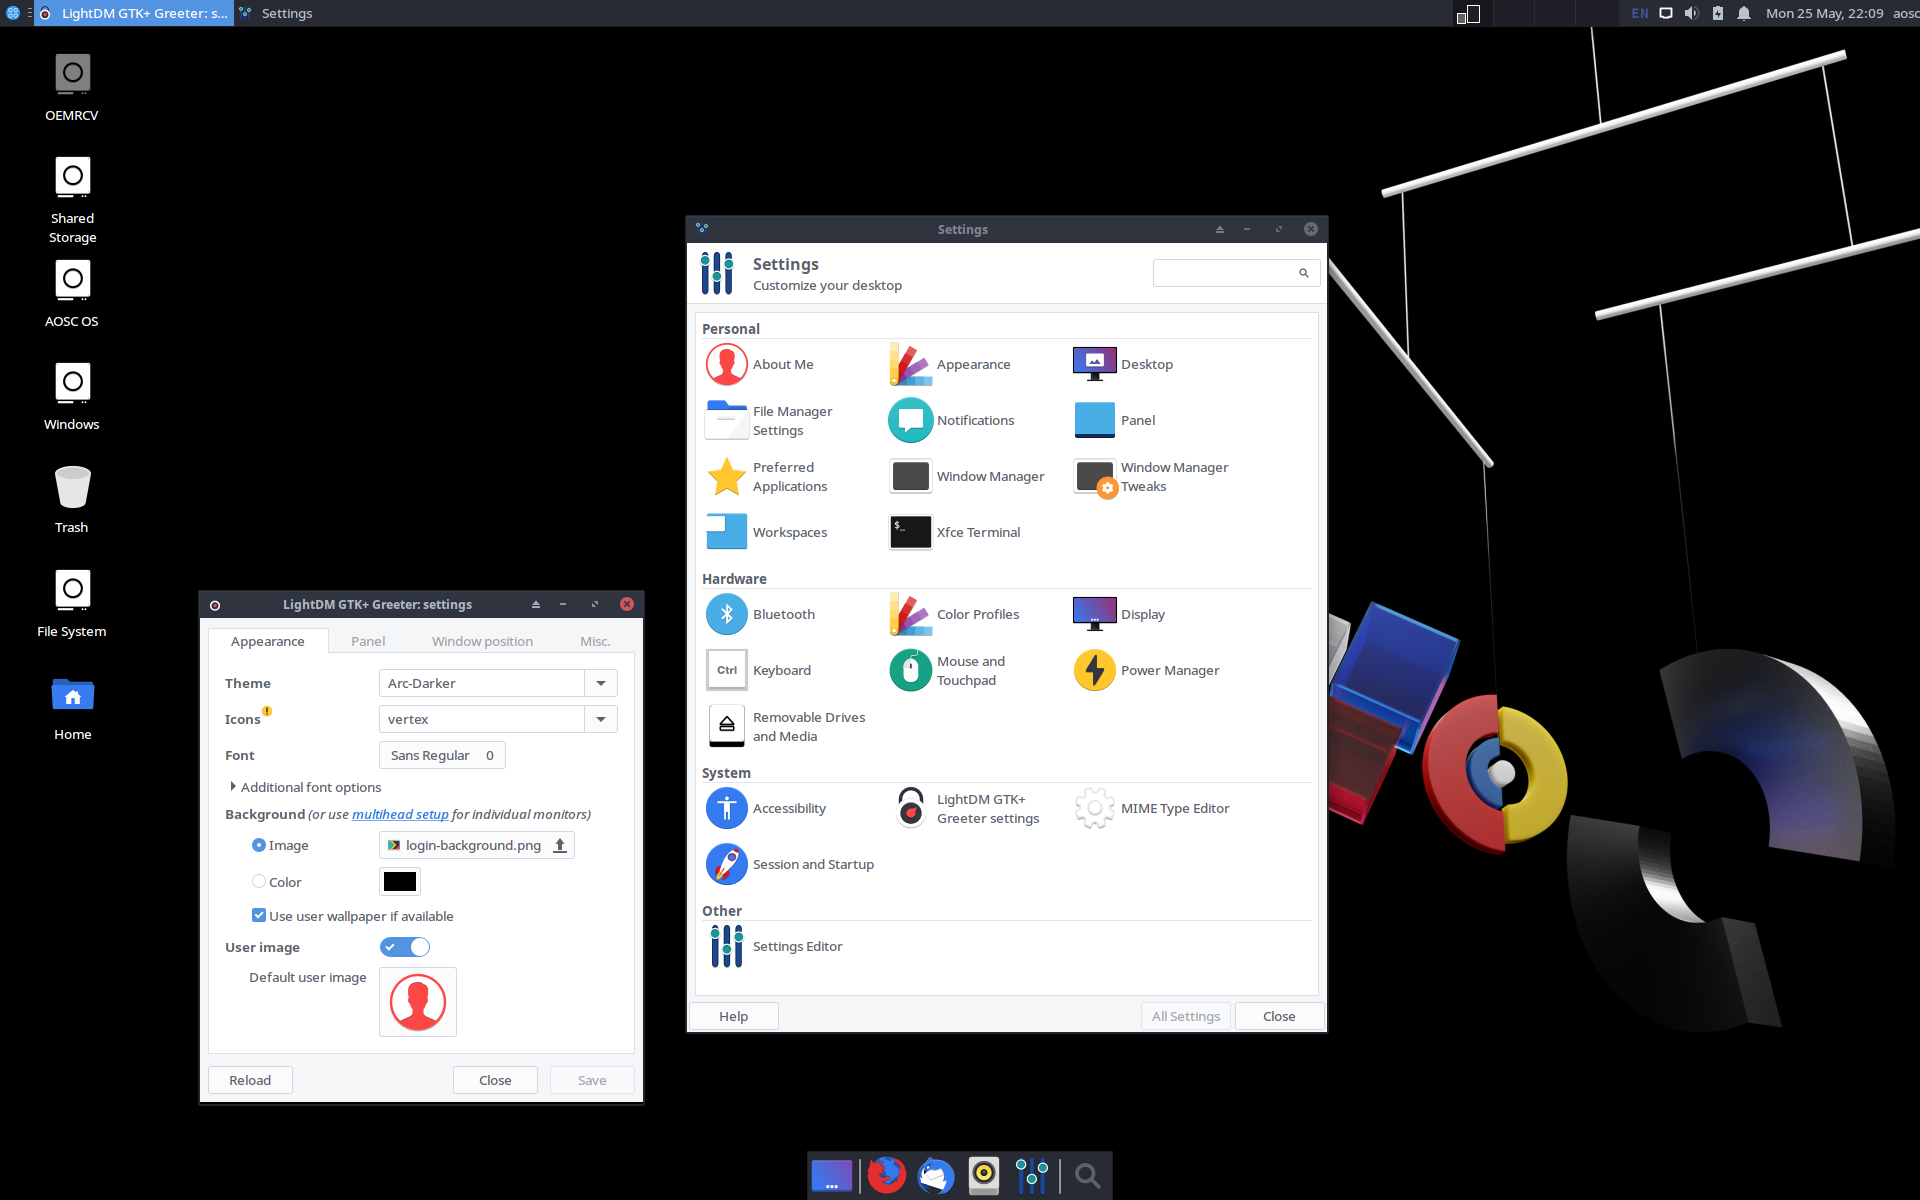 LightDM GTK+ Greeter: s...
Settings
EN
Mon 25 May, 22:09
aosc
OEMRCV
Shared
Storage
AOSC OS
Windows
Trash
File System
Home
Settings
Settings
Customize your desktop
Personal
About Me
Appearance
Desktop
File Manager
Settings
Notifications
Panel
Preferred
Applications
Window Manager
Window Manager
Tweaks
Workspaces
$_
Xfce Terminal
Hardware
Bluetooth
Color Profiles
Display
Ctrl
Keyboard
Mouse and
Touchpad
Power Manager
Removable Drives
and Media
System
Accessibility
LightDM GTK+
Greeter settings
MIME Type Editor
Session and Startup
Other
Settings Editor
Help
All Settings
Close
LightDM GTK+ Greeter: settings
Appearance
Panel
Window position
Misc.
Theme
Arc-Darker
Icons
vertex
Font
Sans Regular 0
Additional font options
Background (or use multihead setup for individual monitors)
Image
login-background.png
Color
Use user wallpaper if available
User image
Default user image
Reload
Close
Save